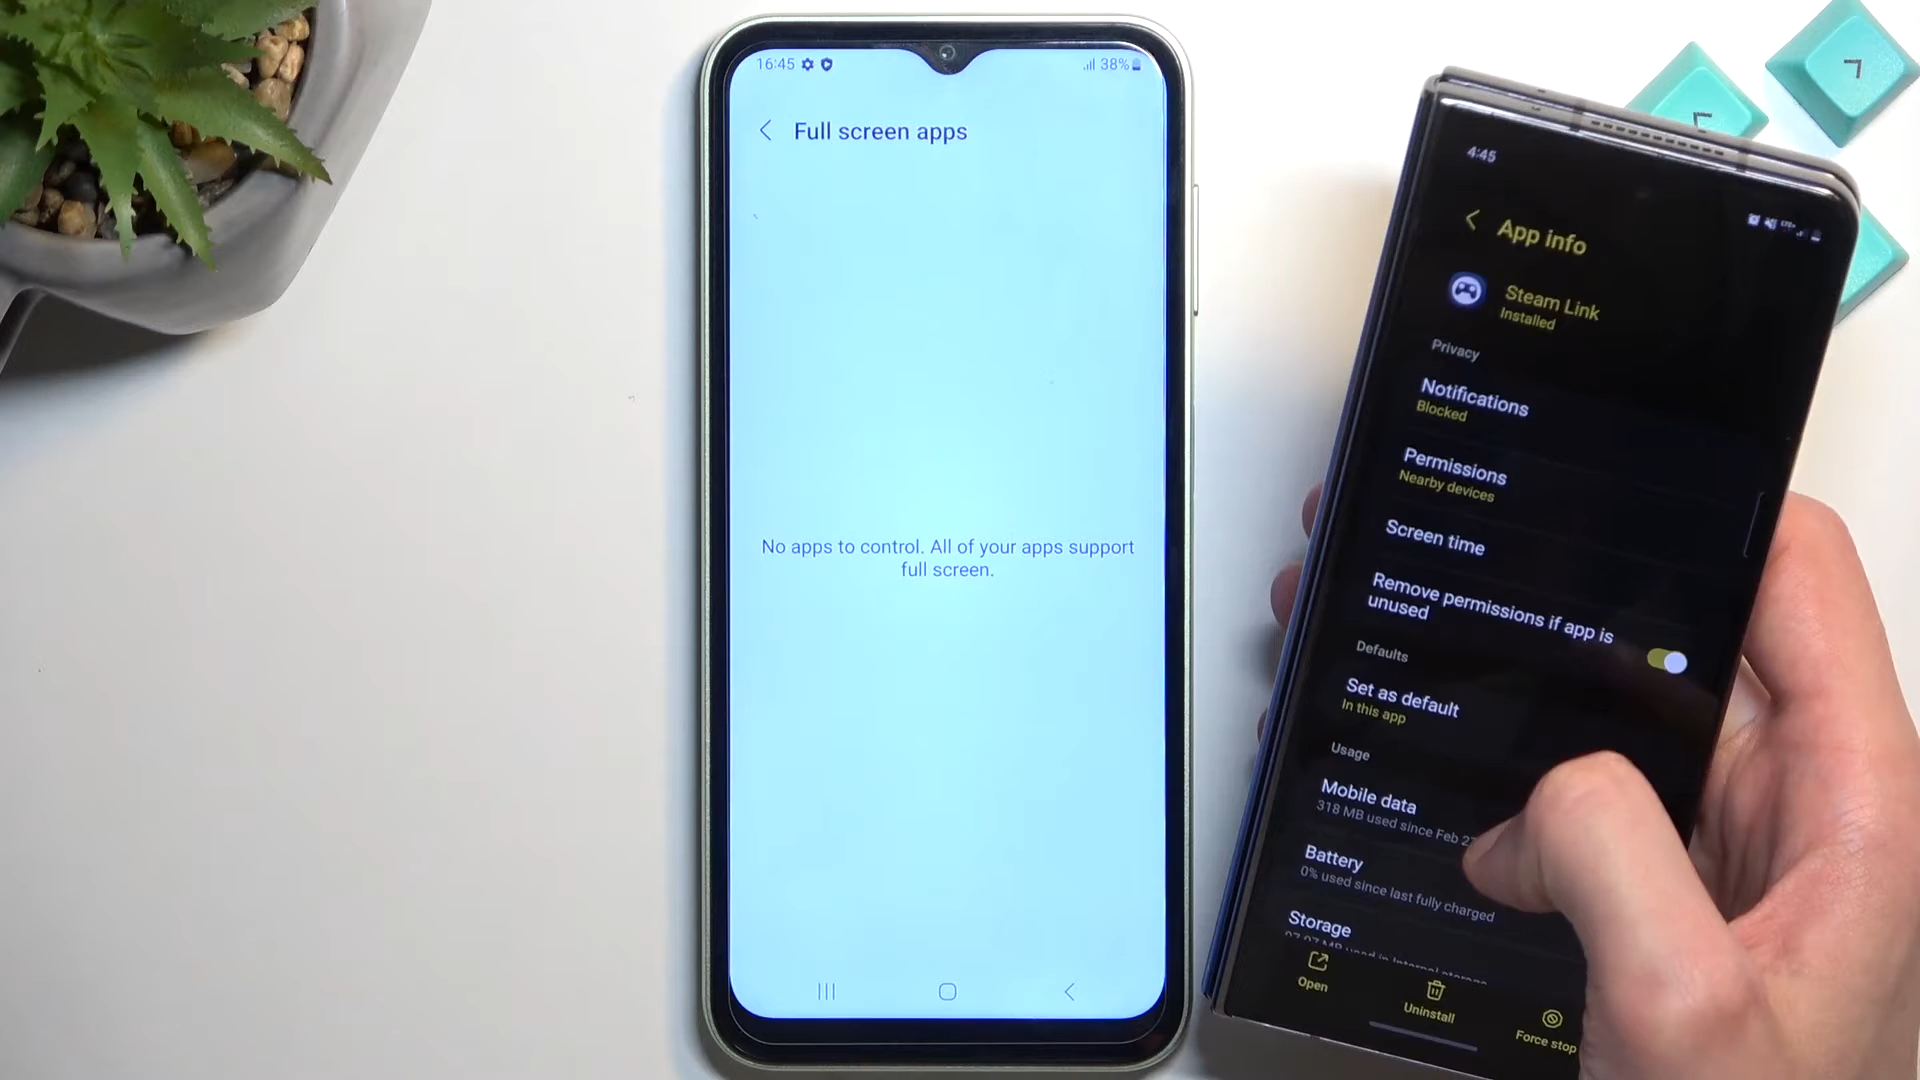 16:45
38%
Full screen apps
No apps to control. All of your apps support
full screen.
4:45
App info
Steam Link
Installed
Privacy
Notifications
Blocked
Permissions
Nearby devices
Screen time
Remove permissions if app is
unused
Defaults
Set as default
In this app
Usage
Mobile data
318 MB used since Feb 27
Battery
0% used since last fully charged
Storage
Open
Uninstall
Force stop